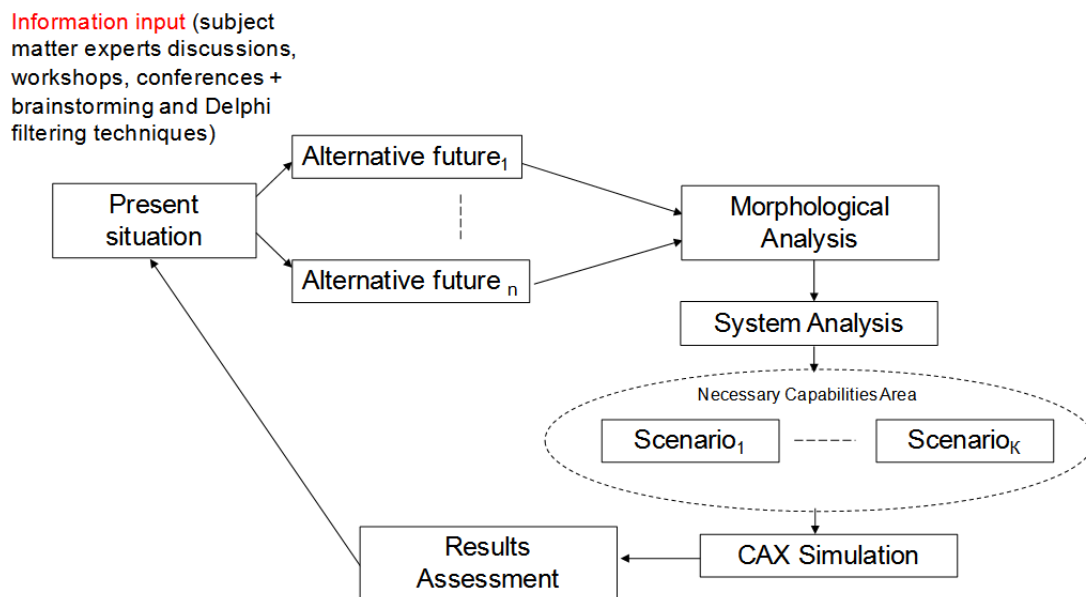 Information input (subject
matter experts discussions,
workshops, conferences +
brainstorming and Delphi
filtering techniques)
Alternative future1
Present
situation
Morphological
Analysis
Alternative future n
System Analysis
Necessary Capabilities Area
Scenario1
ScenarioK
Results
Assessment
CAX Simulation